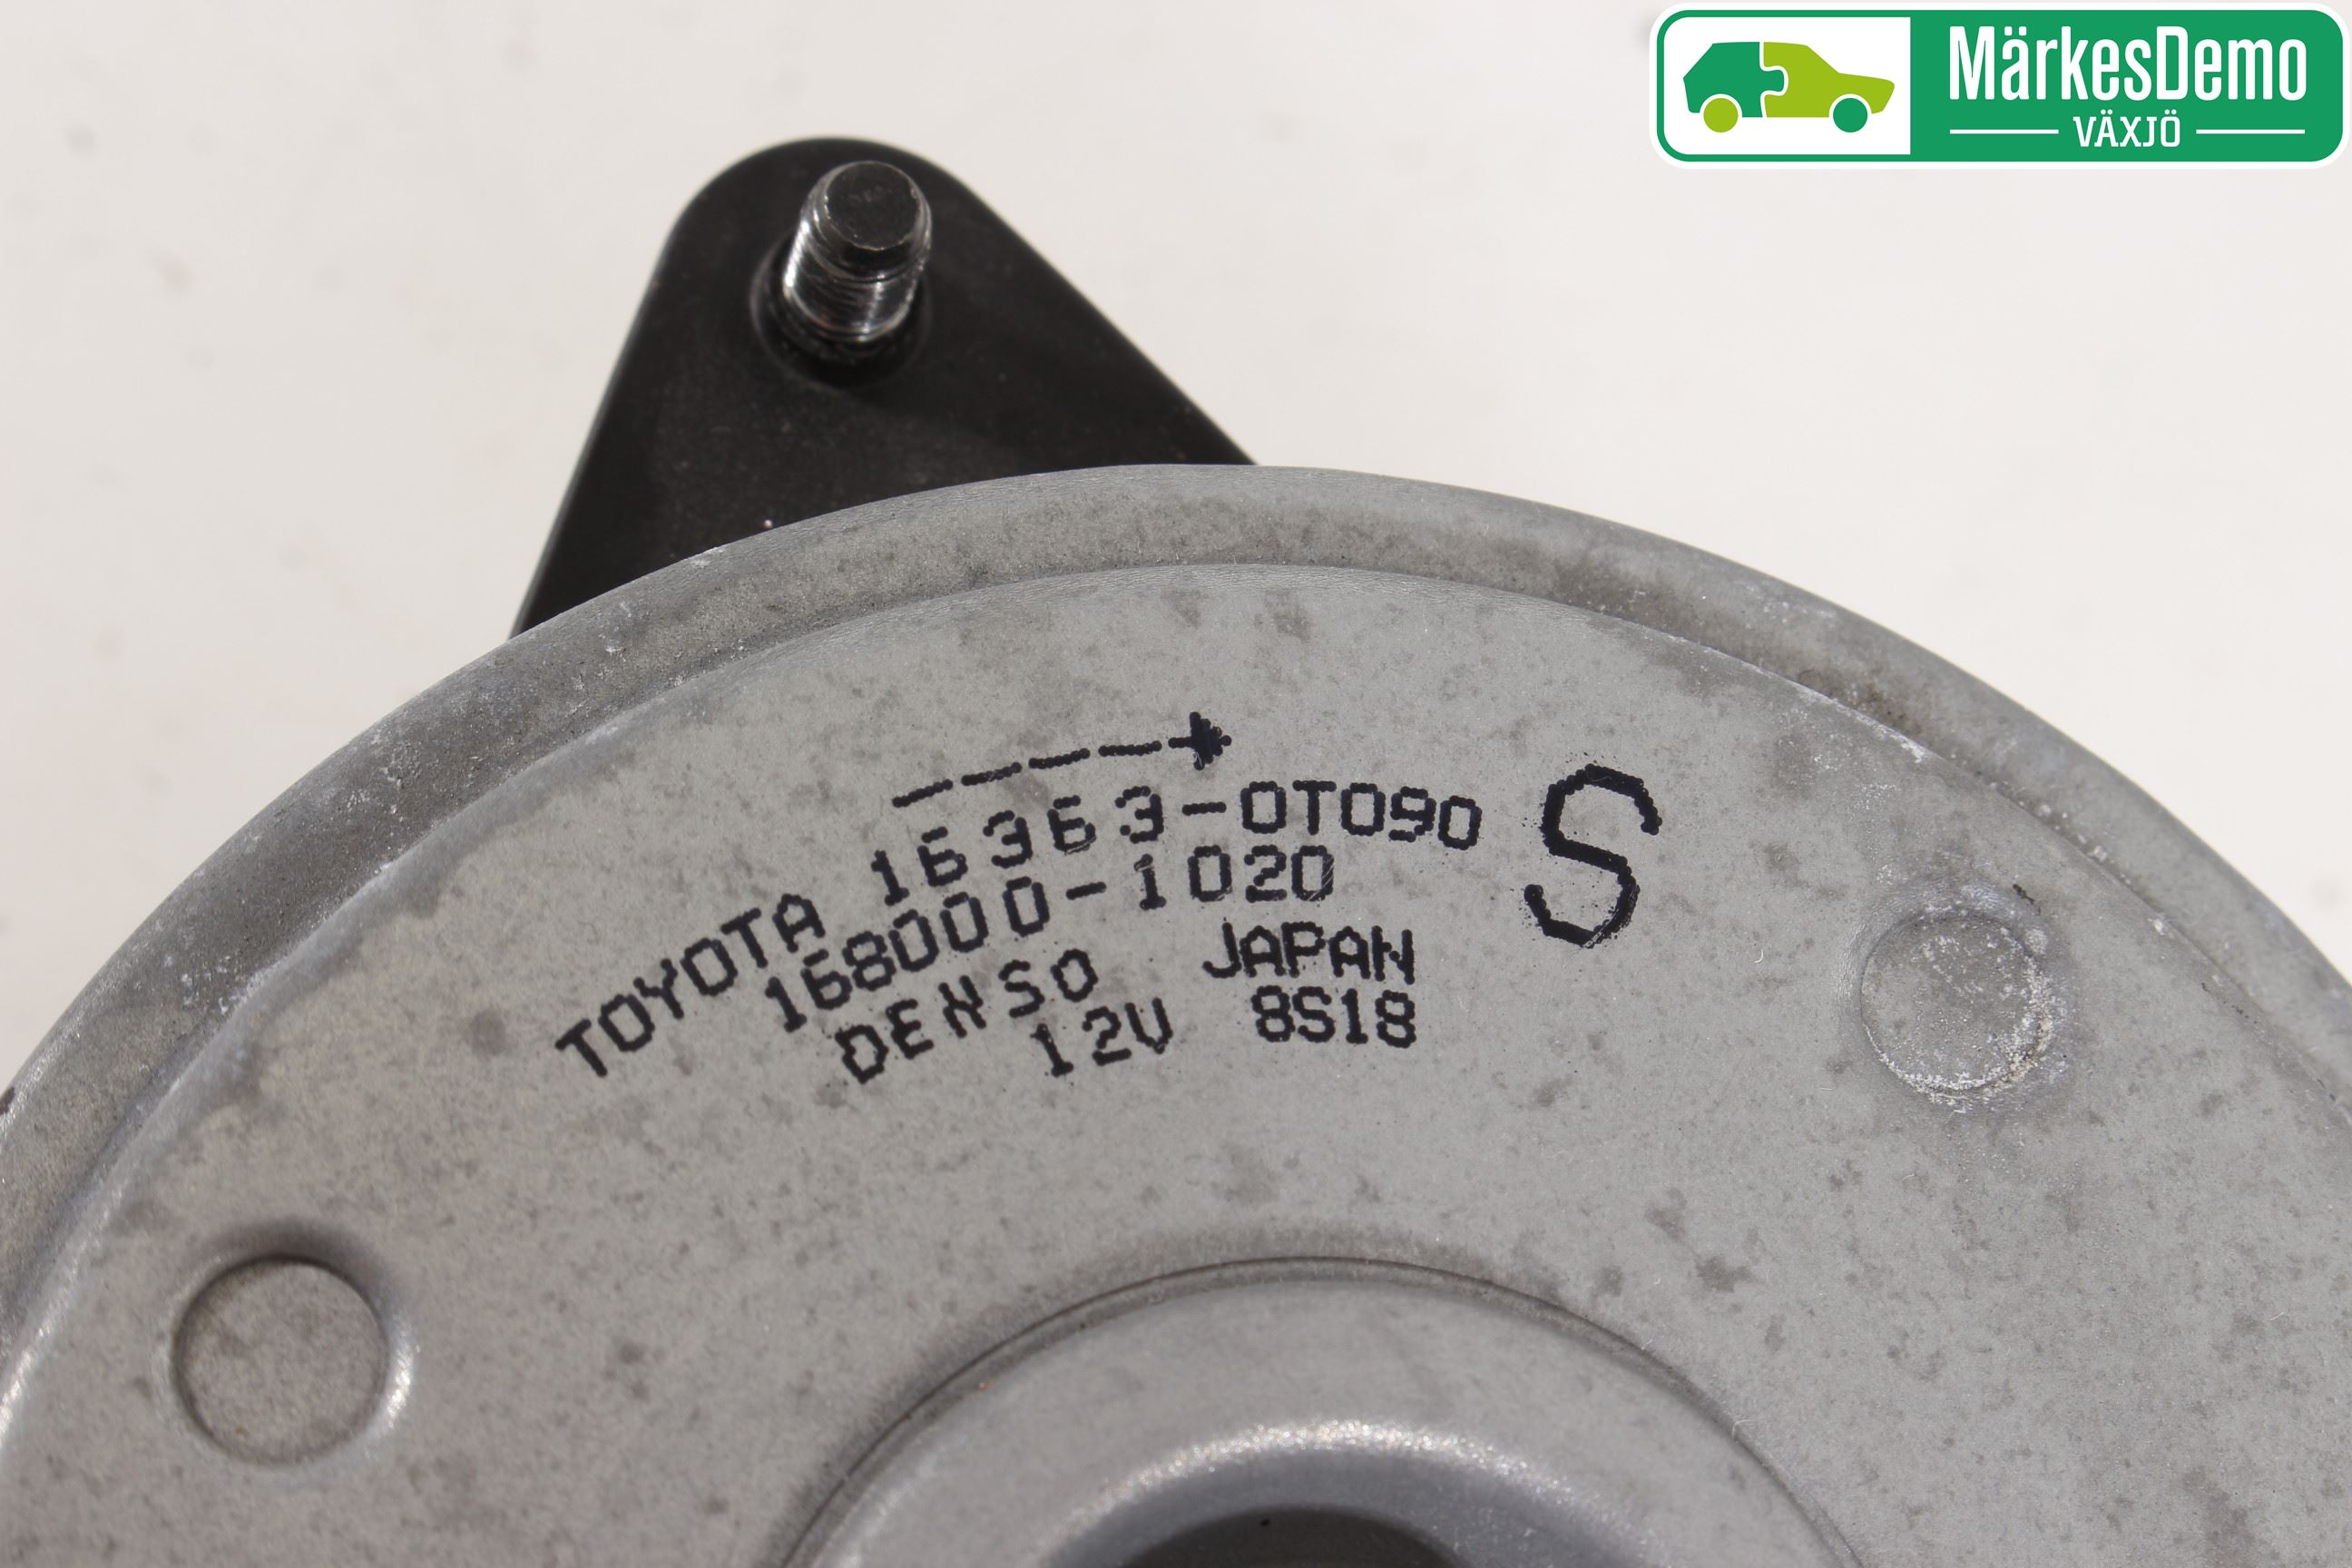 MärkesDemo
VÄXJÖ
TOYOTA 16363-0T090 S
168000-1020
DENSO JAPAN
12V 8S18